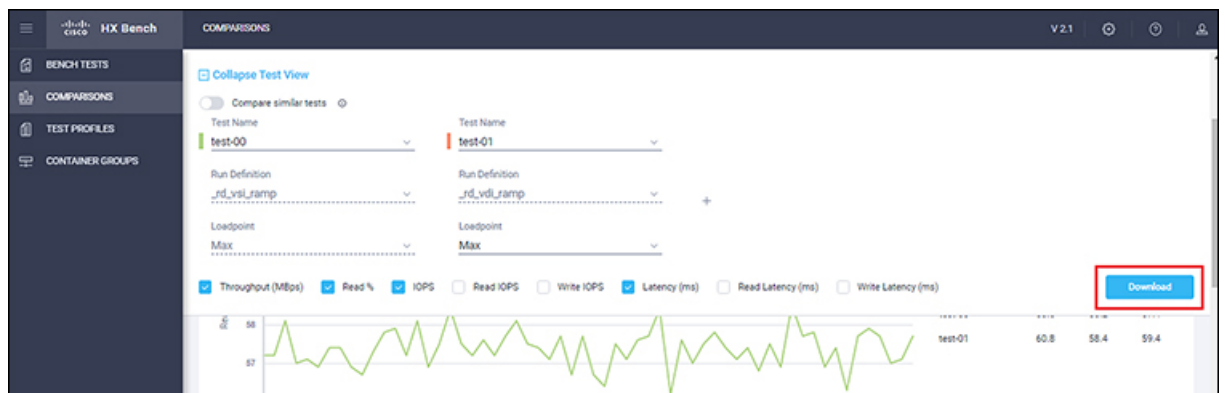 CISCO HX Bench COMPARISONS V 2.1
BENCH TESTS
COMPARISONS
TEST PROFILES
CONTAINER GROUPS
Collapse Test View
Compare similar tests
Test Name Test Name
test-00 test-01
Run Definition Run Definition
_rd_vsi_ramp _rd_vdi_ramp
+
Loadpoint Loadpoint
Max Max
Throughput (MBps) Read % IOPS Read IOPS Write IOPS Latency (ms) Read Latency (ms) Write Latency (ms) Download
58
test-01 60.8 58.4 59.4
57